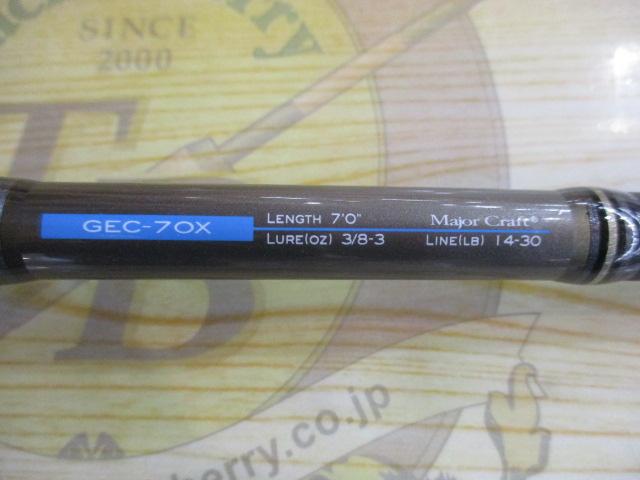 SINCE
2000
TB
GEC-70X
LENGTH 7'0"
Major Craft®
LURE(OZ) 3/8-3
LINE(LB) 14-30
berry.co.jp